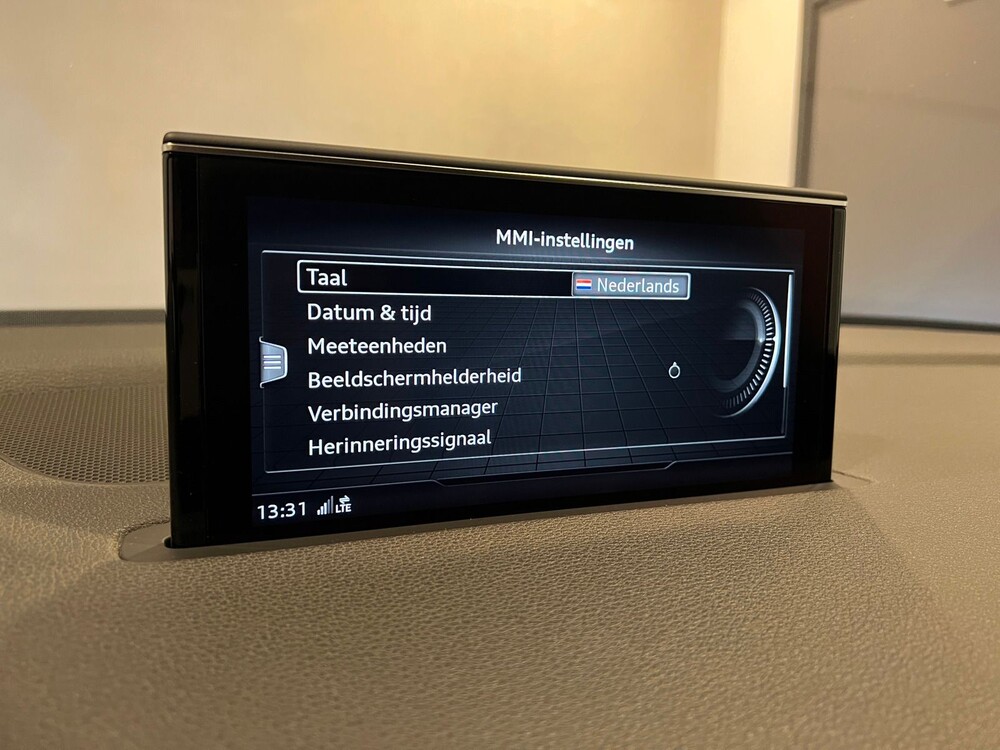 MMI-instellingen
Taal Nederlands
Datum & tijd
Meeteenheden
Beeldschermhelderheid
Verbindingsmanager
Herinneringssignaal
13:31 LTE